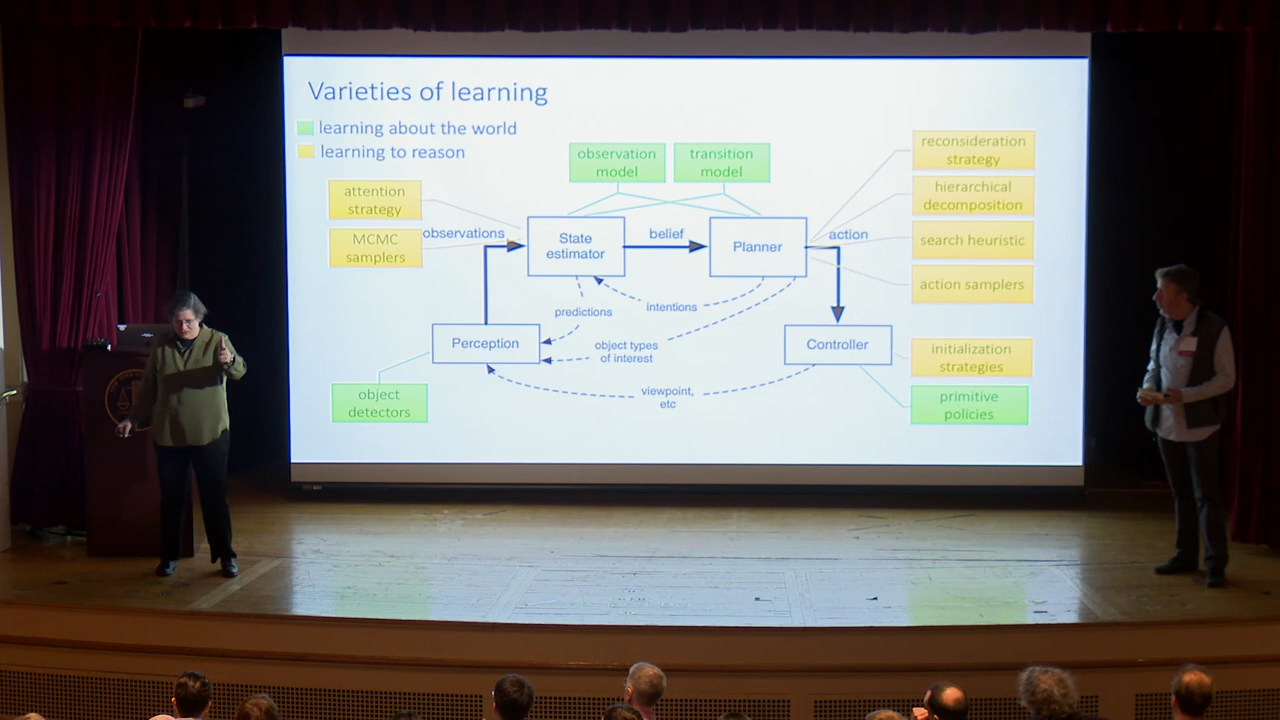 Varieties of learning
learning about the world
learning to reason
observation
model
transition
model
reconsideration
strategy
attention
strategy
hierarchical
decomposition
MCMC
samplers
observations
State
estimator
belief
Planner
action
search heuristic
action samplers
predictions
intentions
Perception
object types
of interest
Controller
initialization
strategies
object
detectors
viewpoint,
etc
primitive
policies